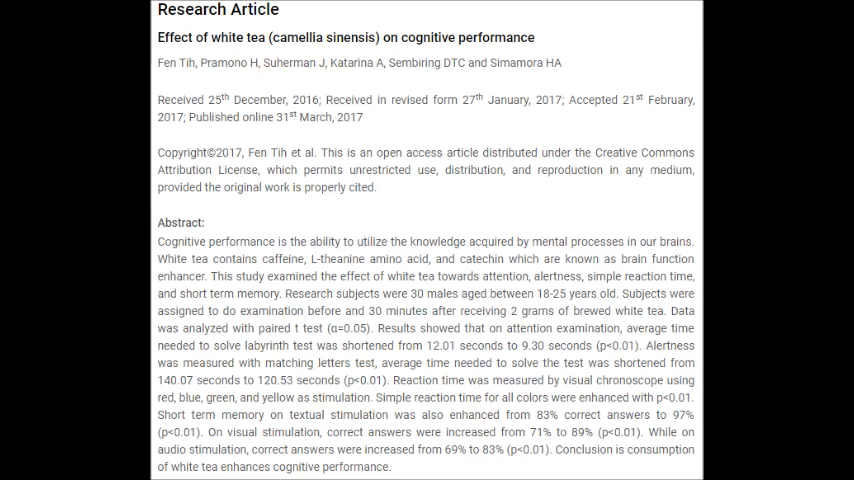 Research Article
Effect of white tea (camellia sinensis) on cognitive performance
Fen Tih, Pramono H, Suherman J, Katarina A, Sembiring DTC and Simamora HA
Received 25th December, 2016; Received in revised form 27th January, 2017; Accepted 21st February,
2017; Published online 31st March, 2017
Copyright©2017, Fen Tih et al. This is an open access article distributed under the Creative Commons
Attribution License, which permits unrestricted use, distribution, and reproduction in any medium,
provided the original work is properly cited.
Abstract:
Cognitive performance is the ability to utilize the knowledge acquired by mental processes in our brains.
White tea contains caffeine, L-theanine amino acid, and catechin which are known as brain function
enhancer. This study examined the effect of white tea towards attention, alertness, simple reaction time,
and short term memory. Research subjects were 30 males aged between 18-25 years old. Subjects were
assigned to do examination before and 30 minutes after receiving 2 grams of brewed white tea. Data
was analyzed with paired t test (α=0.05). Results showed that on attention examination, average time
needed to solve labyrinth test was shortened from 12.01 seconds to 9.30 seconds (p<0.01). Alertness
was measured with matching letters test, average time needed to solve the test was shortened from
140.07 seconds to 120.53 seconds (p<0.01). Reaction time was measured by visual chronoscope using
red, blue, green, and yellow as stimulation. Simple reaction time for all colors were enhanced with p<0.01.
Short term memory on textual stimulation was also enhanced from 83% correct answers to 97%
(p<0.01). On visual stimulation, correct answers were increased from 71% to 89% (p<0.01). While on
audio stimulation, correct answers were increased from 69% to 83% (p<0.01). Conclusion is consumption
of white tea enhances cognitive performance.